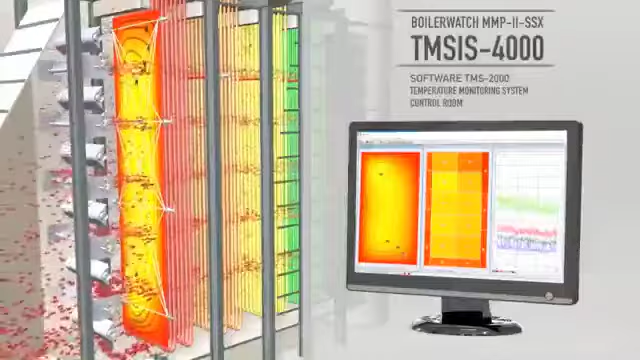 BOILERWATCH MMP-II-SSX
TMSIS-4000
SOFTWARE TMS-2000
TEMPERATURE MONITORING SYSTEM
CONTROL ROOM